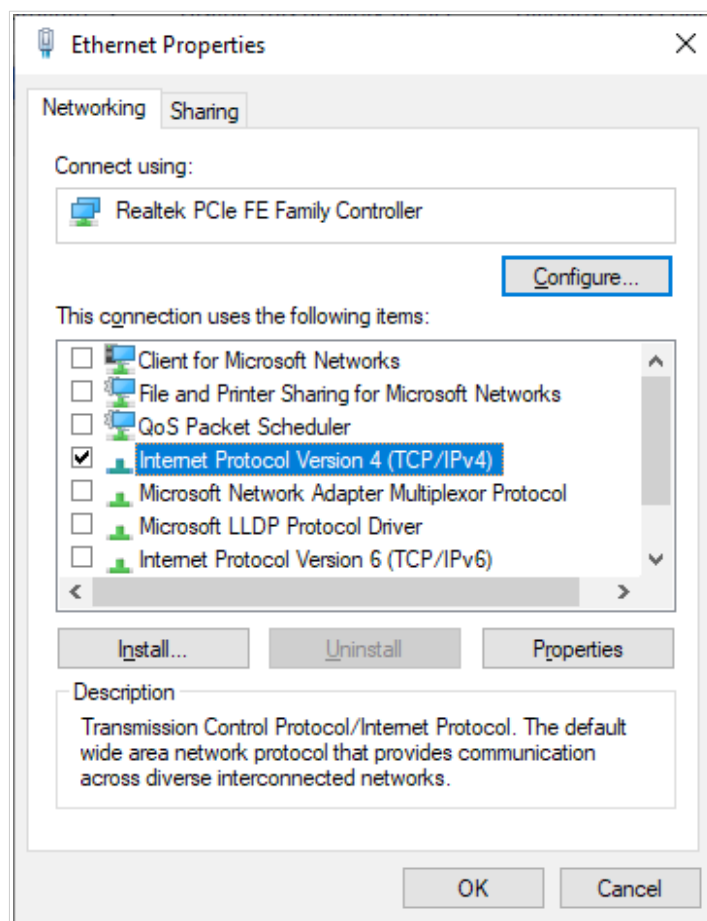 Ethernet Properties
Networking
Sharing
Connect using:
Realtek PCIe FE Family Controller
Configure...
This connection uses the following items:
Client for Microsoft Networks
File and Printer Sharing for Microsoft Networks
QoS Packet Scheduler
Internet Protocol Version 4 (TCP/IPv4)
Microsoft Network Adapter Multiplexor Protocol
Microsoft LLDP Protocol Driver
Internet Protocol Version 6 (TCP/IPv6)
Install...
Uninstall
Properties
Description
Transmission Control Protocol/Internet Protocol. The default
wide area network protocol that provides communication
across diverse interconnected networks.
OK
Cancel